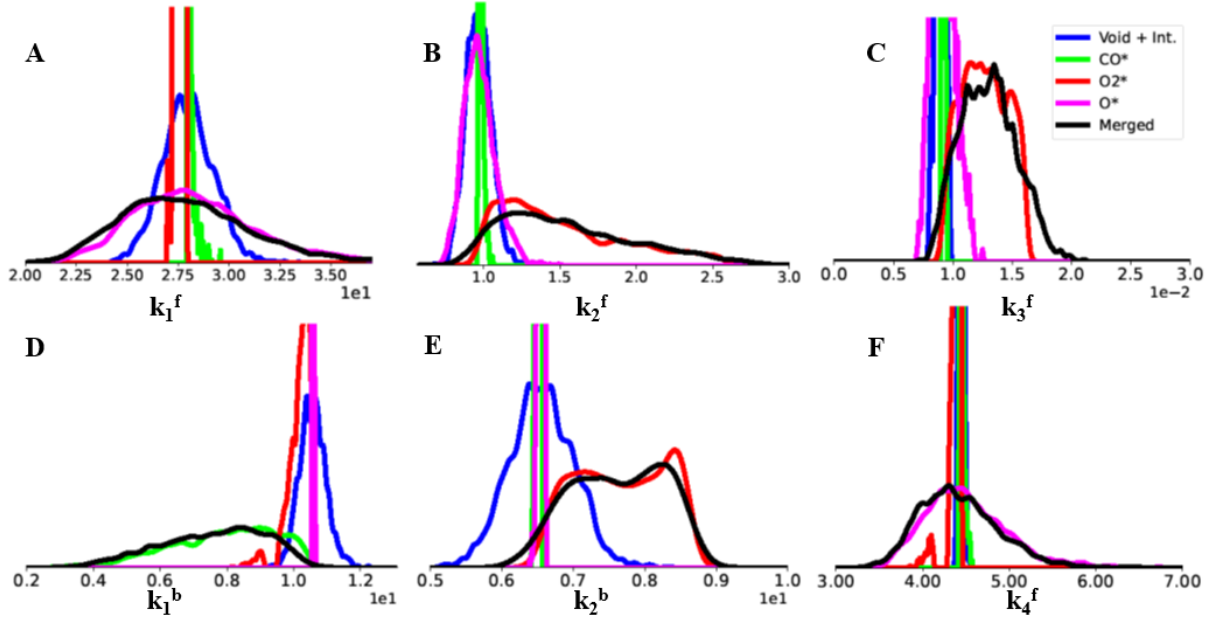 A
B
C
Void + Int.
CO*
O2*
O*
Merged
2.00 2.25 2.50 2.75 3.00 3.25 3.50
1e1
k₁ᶠ
1.0 1.5 2.0 2.5 3.0
k₂ᶠ
0.0 0.5 1.0 1.5 2.0 2.5 3.0
1e−2
k₃ᶠ
D
E
F
0.2 0.4 0.6 0.8 1.0 1.2
1e1
k₁ᵇ
0.5 0.6 0.7 0.8 0.9 1.0
1e1
k₂ᵇ
3.00 4.00 5.00 6.00 7.00
k₄ᶠ